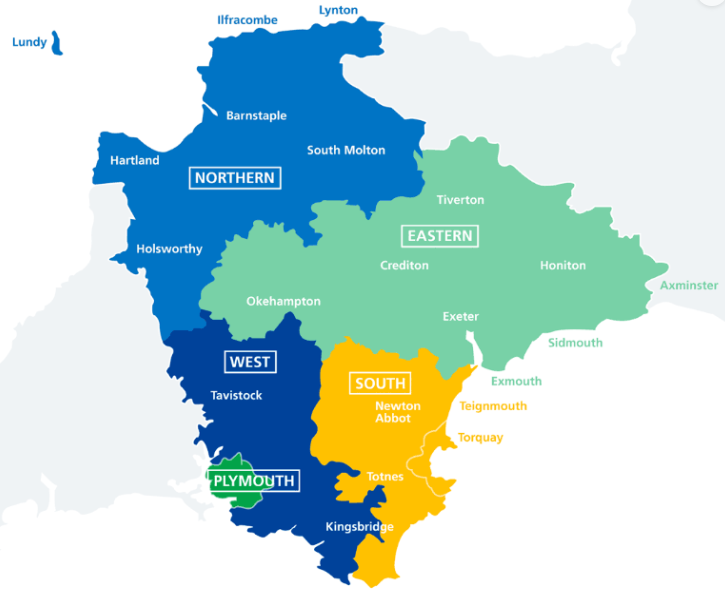 Lynton
Ilfracombe
Lundy
Barnstaple
South Molton
Hartland
NORTHERN
Tiverton
EASTERN
Holsworthy
Crediton
Honiton
Axminster
Okehampton
Exeter
Sidmouth
WEST
SOUTH
Exmouth
Tavistock
Newton
Abbot
Teignmouth
Torquay
Totnes
PLYMOUTH
Kingsbridge